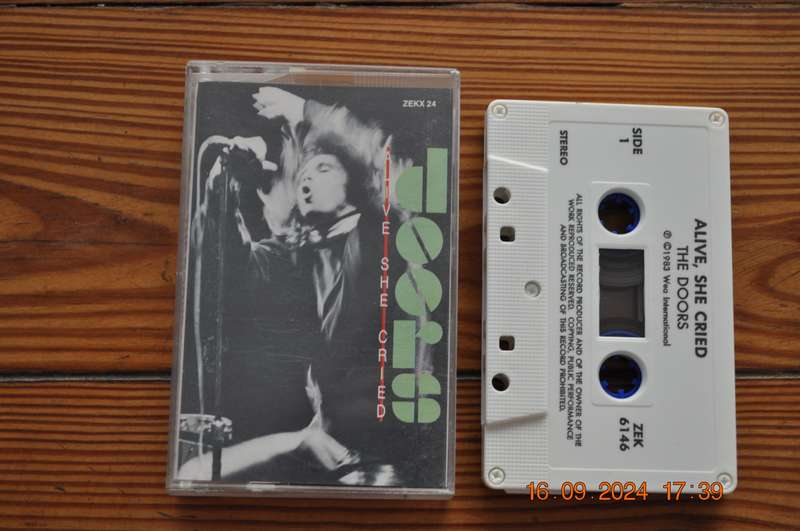 ZEKX 24
doors
ALIVE SHE CRIED
SIDE
1
STEREO
ALIVE, SHE CRIED
THE DOORS
℗ ©1983 Wea International
ALL RIGHTS OF THE RECORD PRODUCER AND OF THE OWNER OF THE
WORK REPRODUCED RESERVED. COPYING, PUBLIC PERFORMANCE
AND BROADCASTING OF THIS RECORD PROHIBITED.
ZEK
6146
16.09.2024 17:39